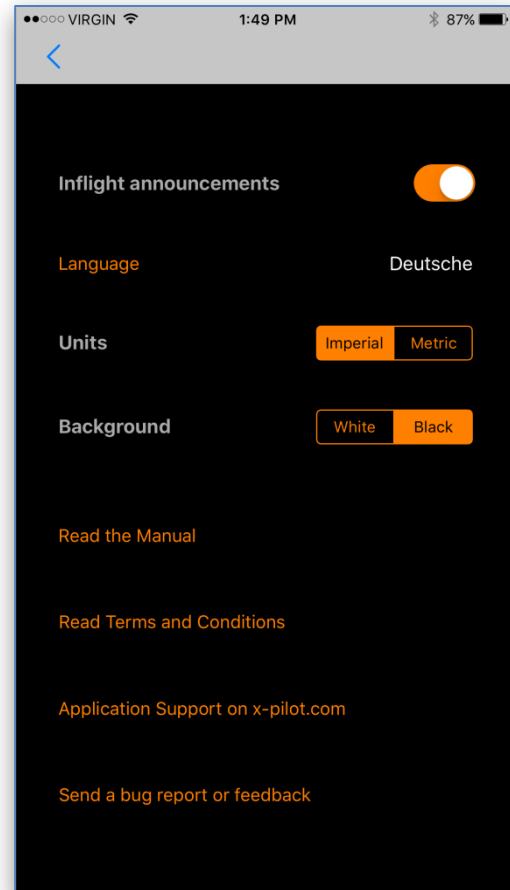 VIRGIN 1:49 PM 87%
Inflight announcements
Language Deutsche
Units Imperial Metric
Background White Black
Read the Manual
Read Terms and Conditions
Application Support on x-pilot.com
Send a bug report or feedback